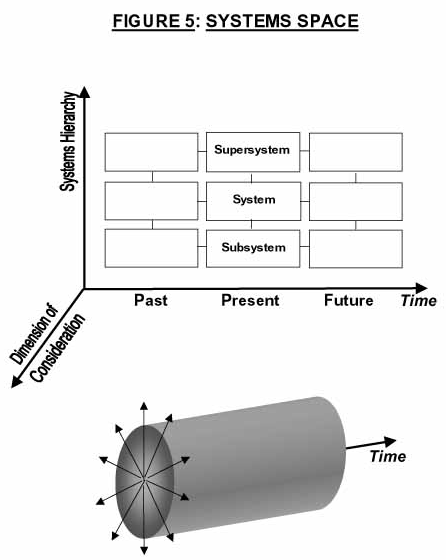 FIGURE 5: SYSTEMS SPACE
Systems Hierarchy
Supersystem
System
Subsystem
Past Present Future Time
Dimension of
Consideration
Time